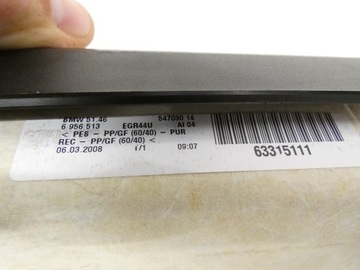 BMW 51.46 547030 14
6 956 513 EGR44U AI 04
< PES - PP/GF (60/40) - PUR
REC - PP/GF (60/40) <
06.03.2008 1/1 09:07
63315111